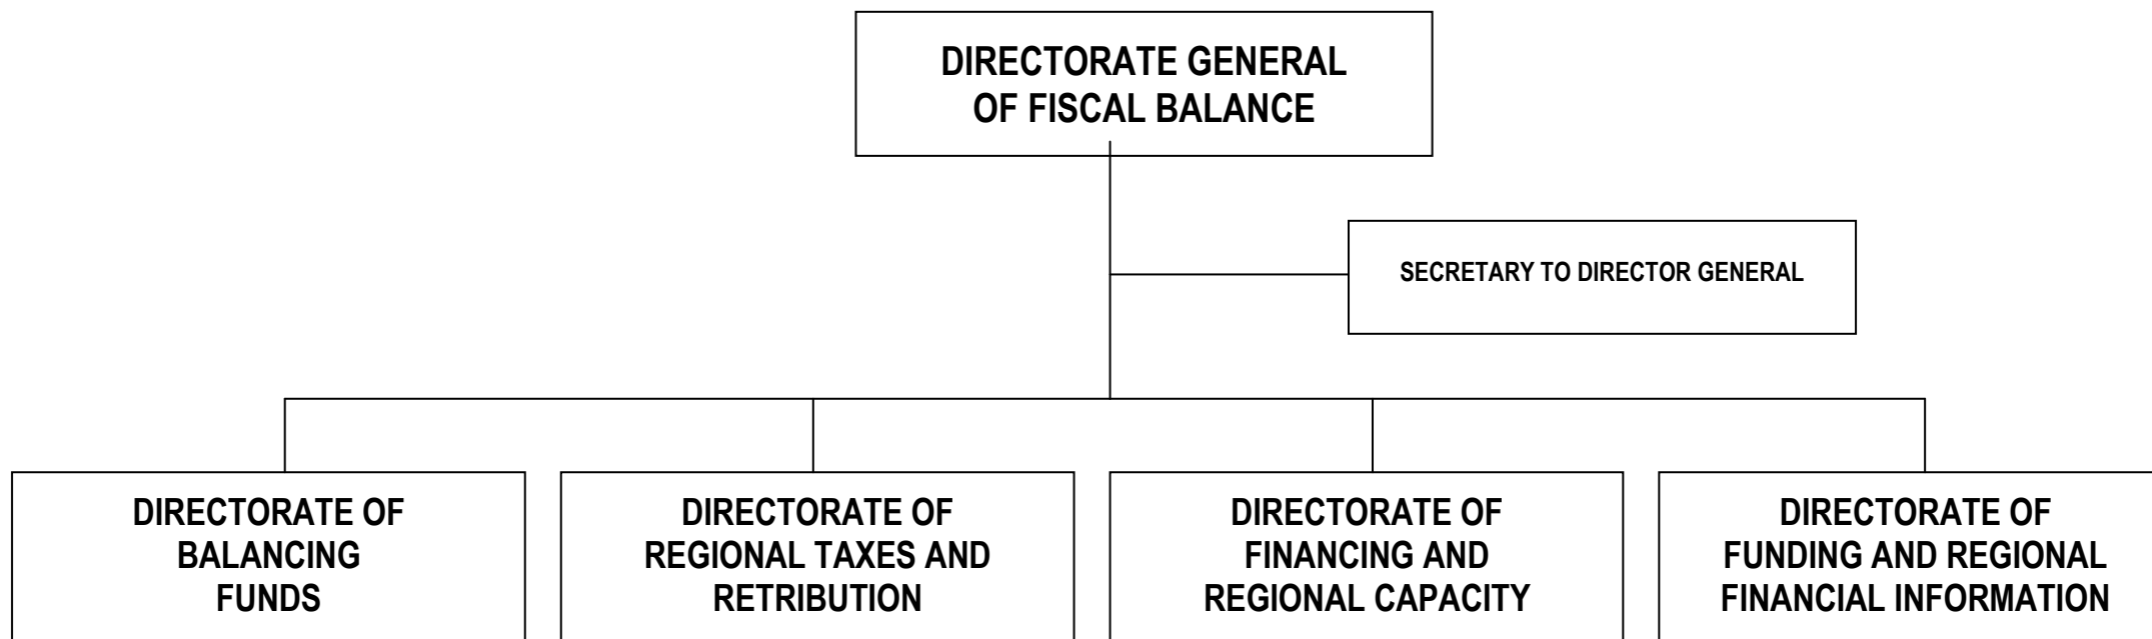 DIRECTORATE GENERAL
OF FISCAL BALANCE
SECRETARY TO DIRECTOR GENERAL
DIRECTORATE OF
BALANCING
FUNDS
DIRECTORATE OF
REGIONAL TAXES AND
RETRIBUTION
DIRECTORATE OF
FINANCING AND
REGIONAL CAPACITY
DIRECTORATE OF
FUNDING AND REGIONAL
FINANCIAL INFORMATION